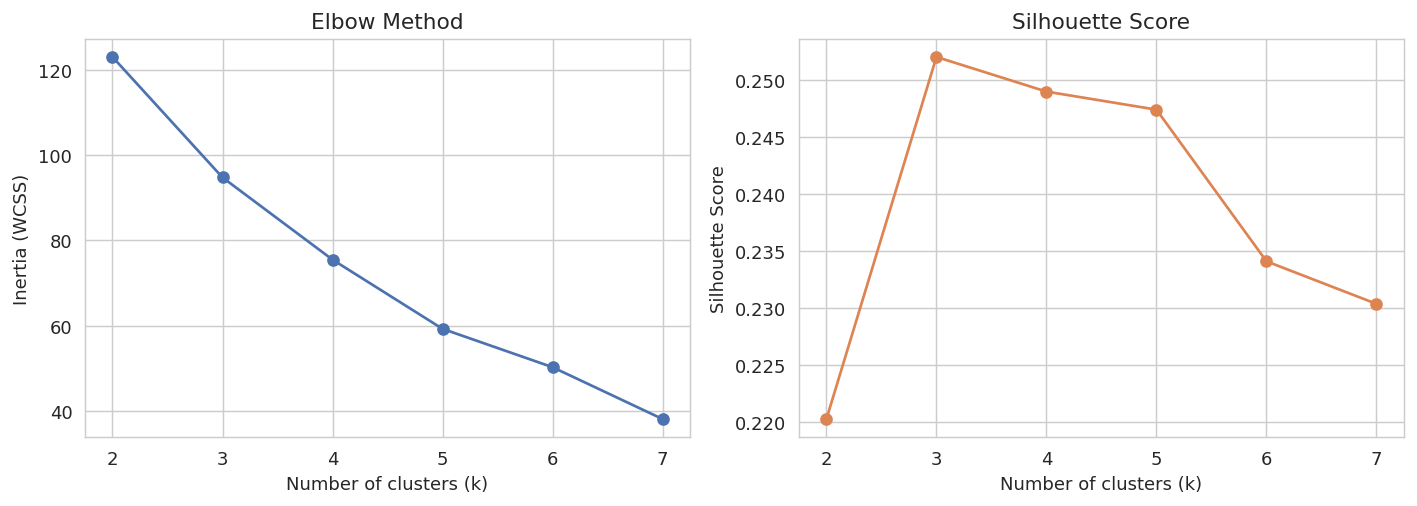 Elbow Method
120
100
80
60
40
Inertia (WCSS)
2 3 4 5 6 7
Number of clusters (k)
Silhouette Score
0.250
0.245
0.240
0.235
0.230
0.225
0.220
Silhouette Score
2 3 4 5 6 7
Number of clusters (k)